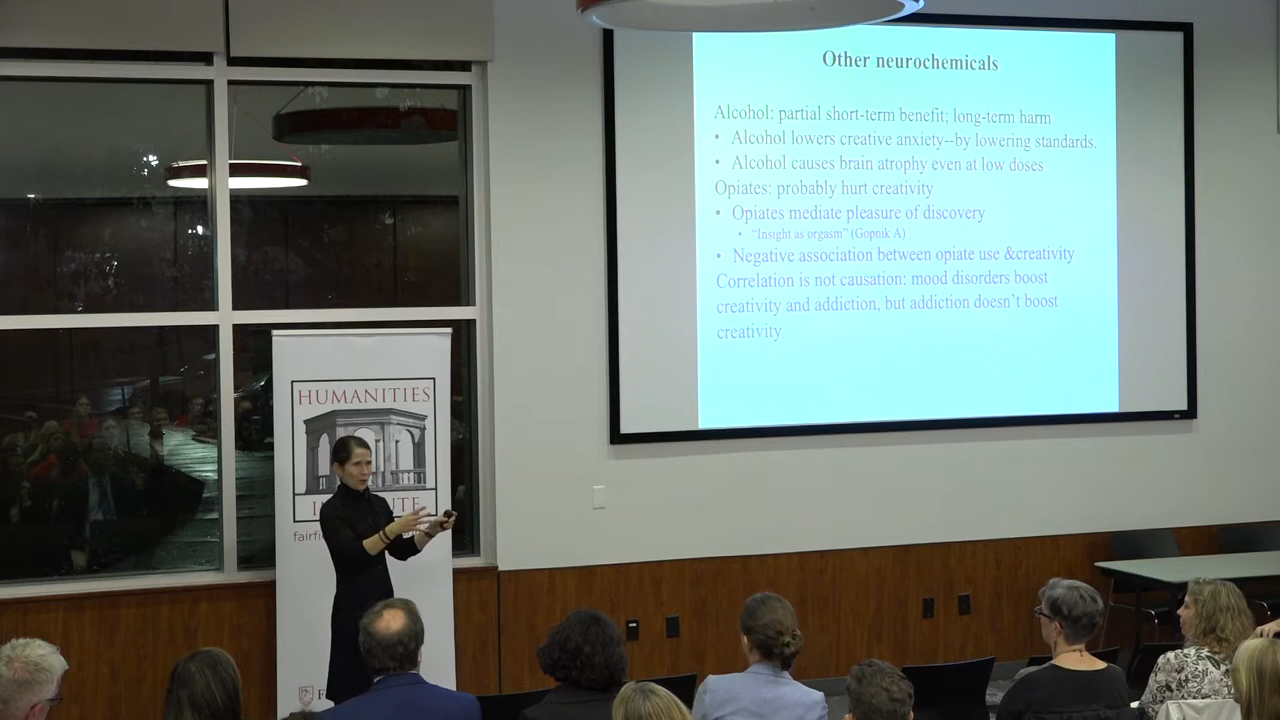 Other neurochemicals
Alcohol: partial short-term benefit; long-term harm
• Alcohol lowers creative anxiety--by lowering standards.
• Alcohol causes brain atrophy even at low doses
Opiates: probably hurt creativity
• Opiates mediate pleasure of discovery
• “Insight as orgasm” (Gopnik A)
• Negative association between opiate use &creativity
Correlation is not causation: mood disorders boost
creativity and addiction, but addiction doesn’t boost
creativity
HUMANITIES